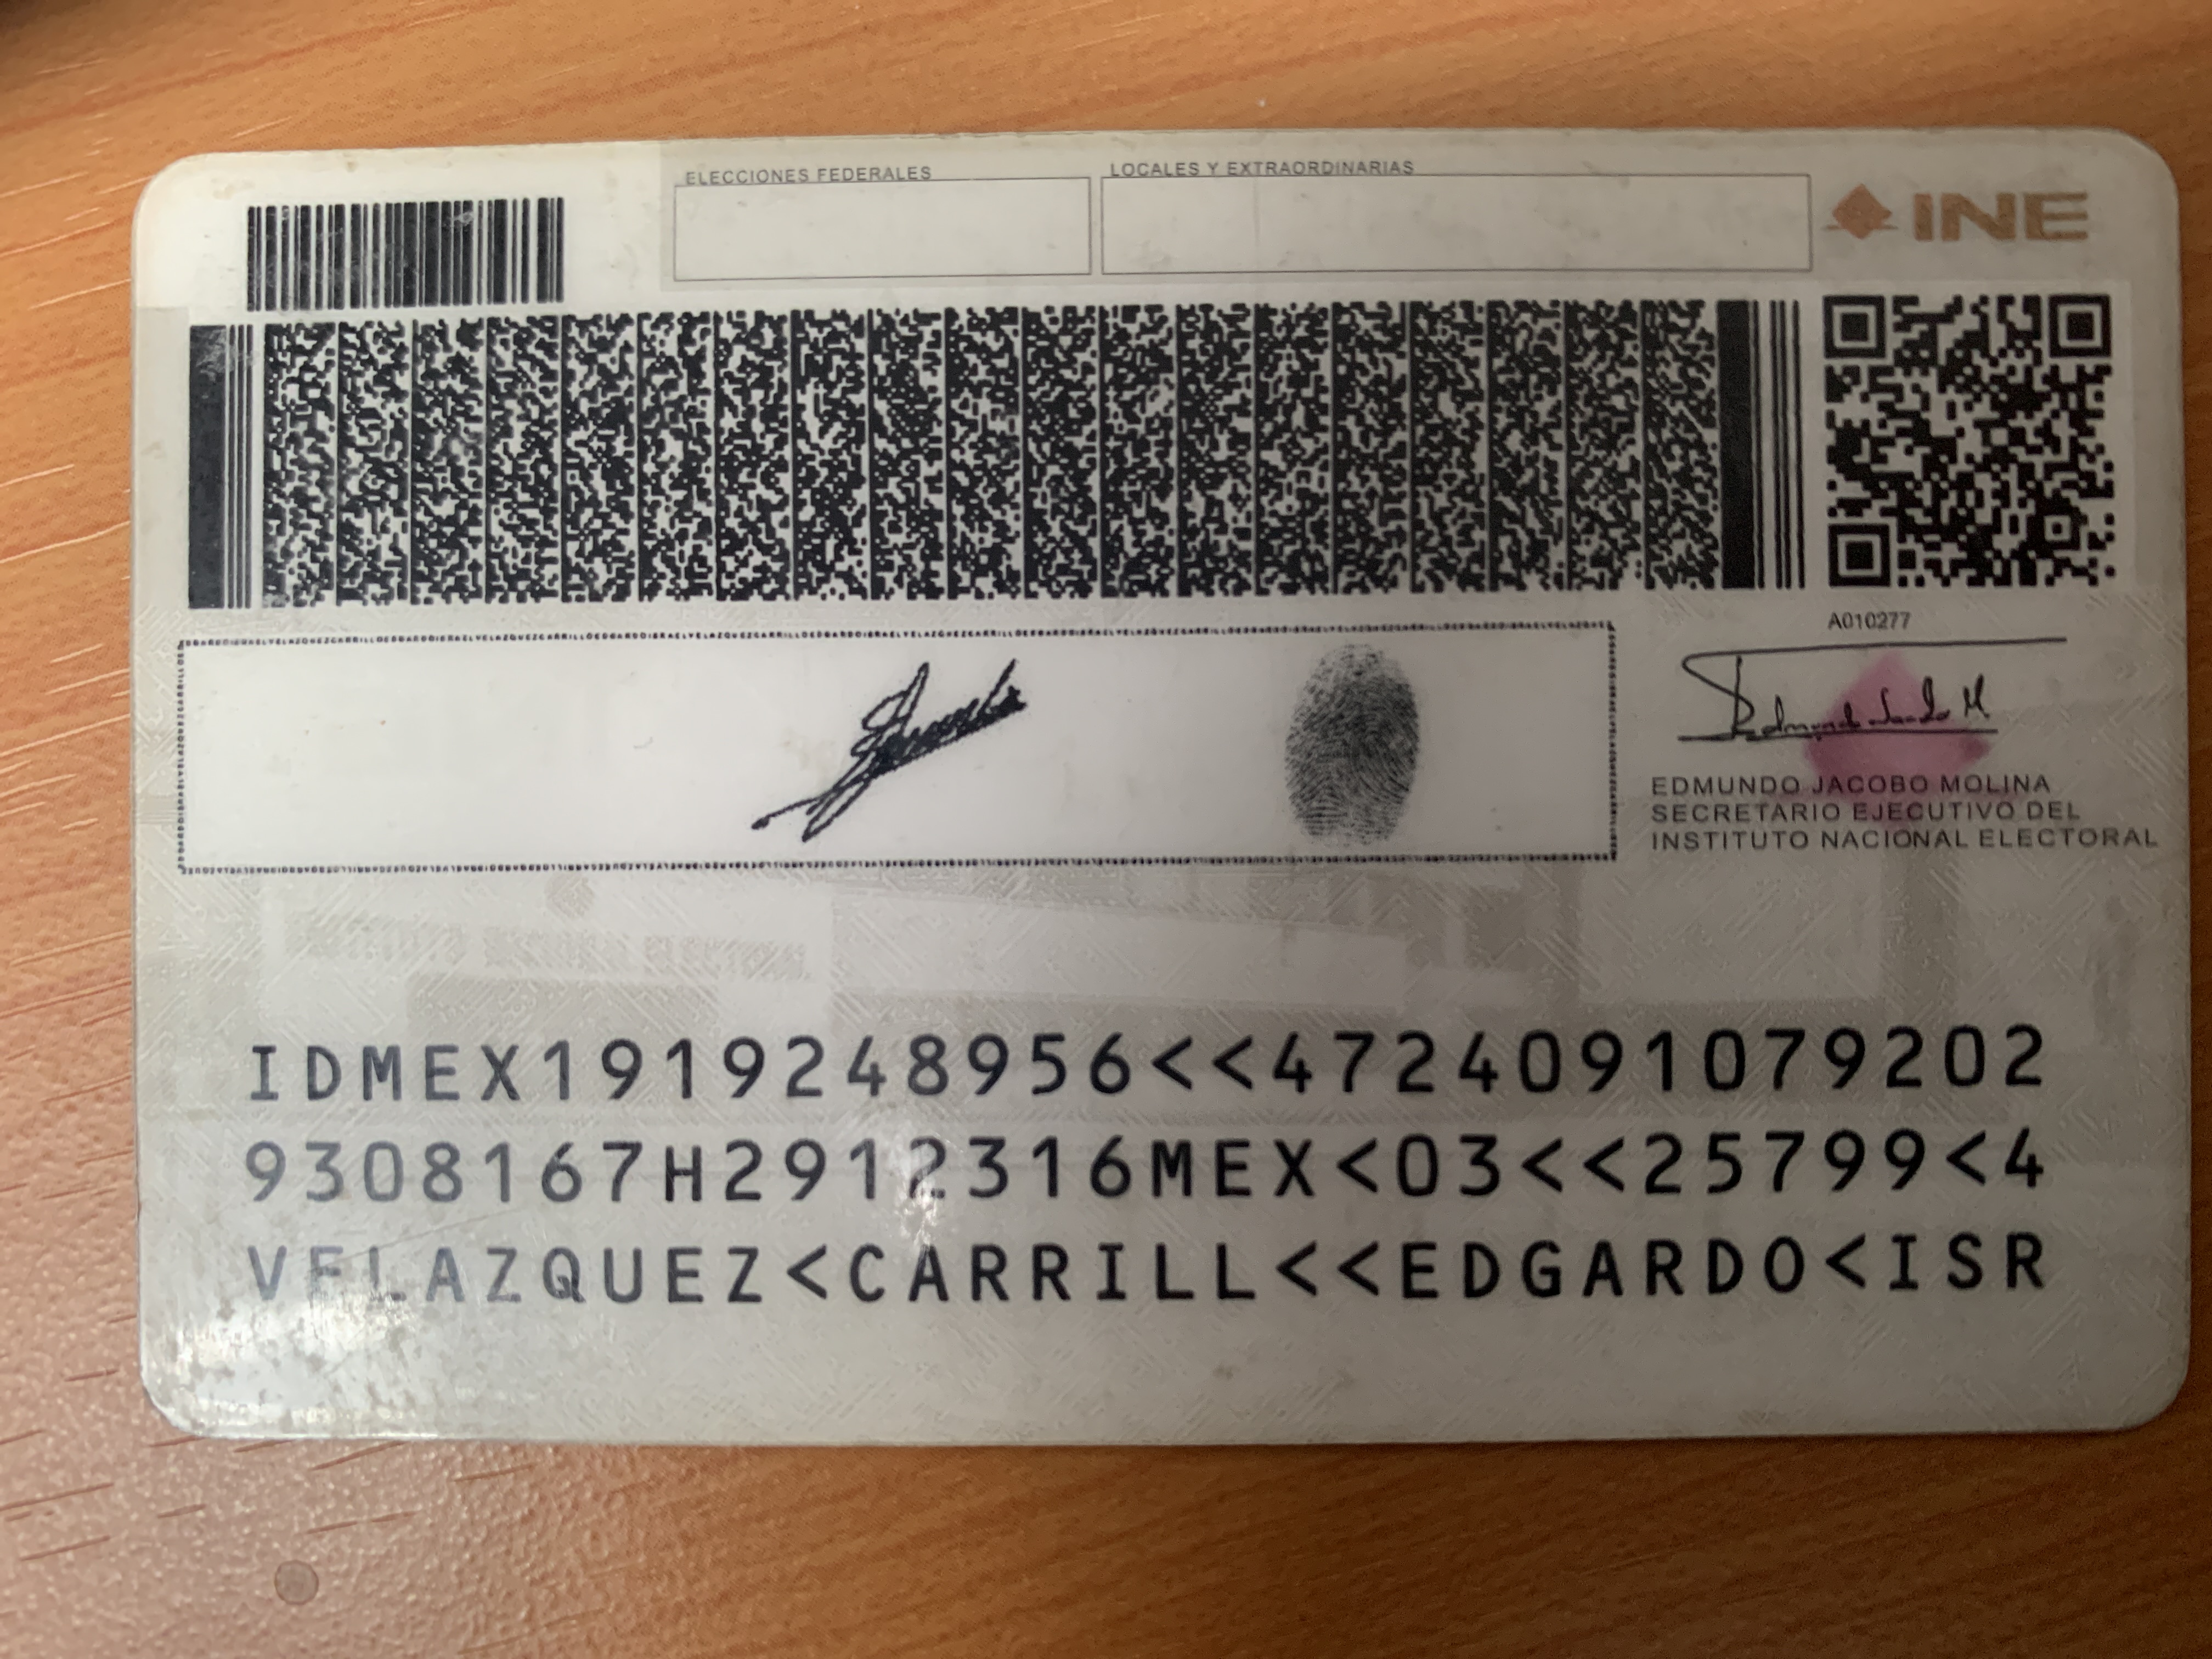 ELECCIONES FEDERALES
LOCALES Y EXTRAORDINARIAS
INE
A010277
EDMUNDO JACOBO MOLINA
SECRETARIO EJECUTIVO DEL
INSTITUTO NACIONAL ELECTORAL
IDMEX1919248956<<4724091079202
9308167H2912316MEX<03<<25799<4
VELAZQUEZ<CARRILL<<EDGARDO<ISR